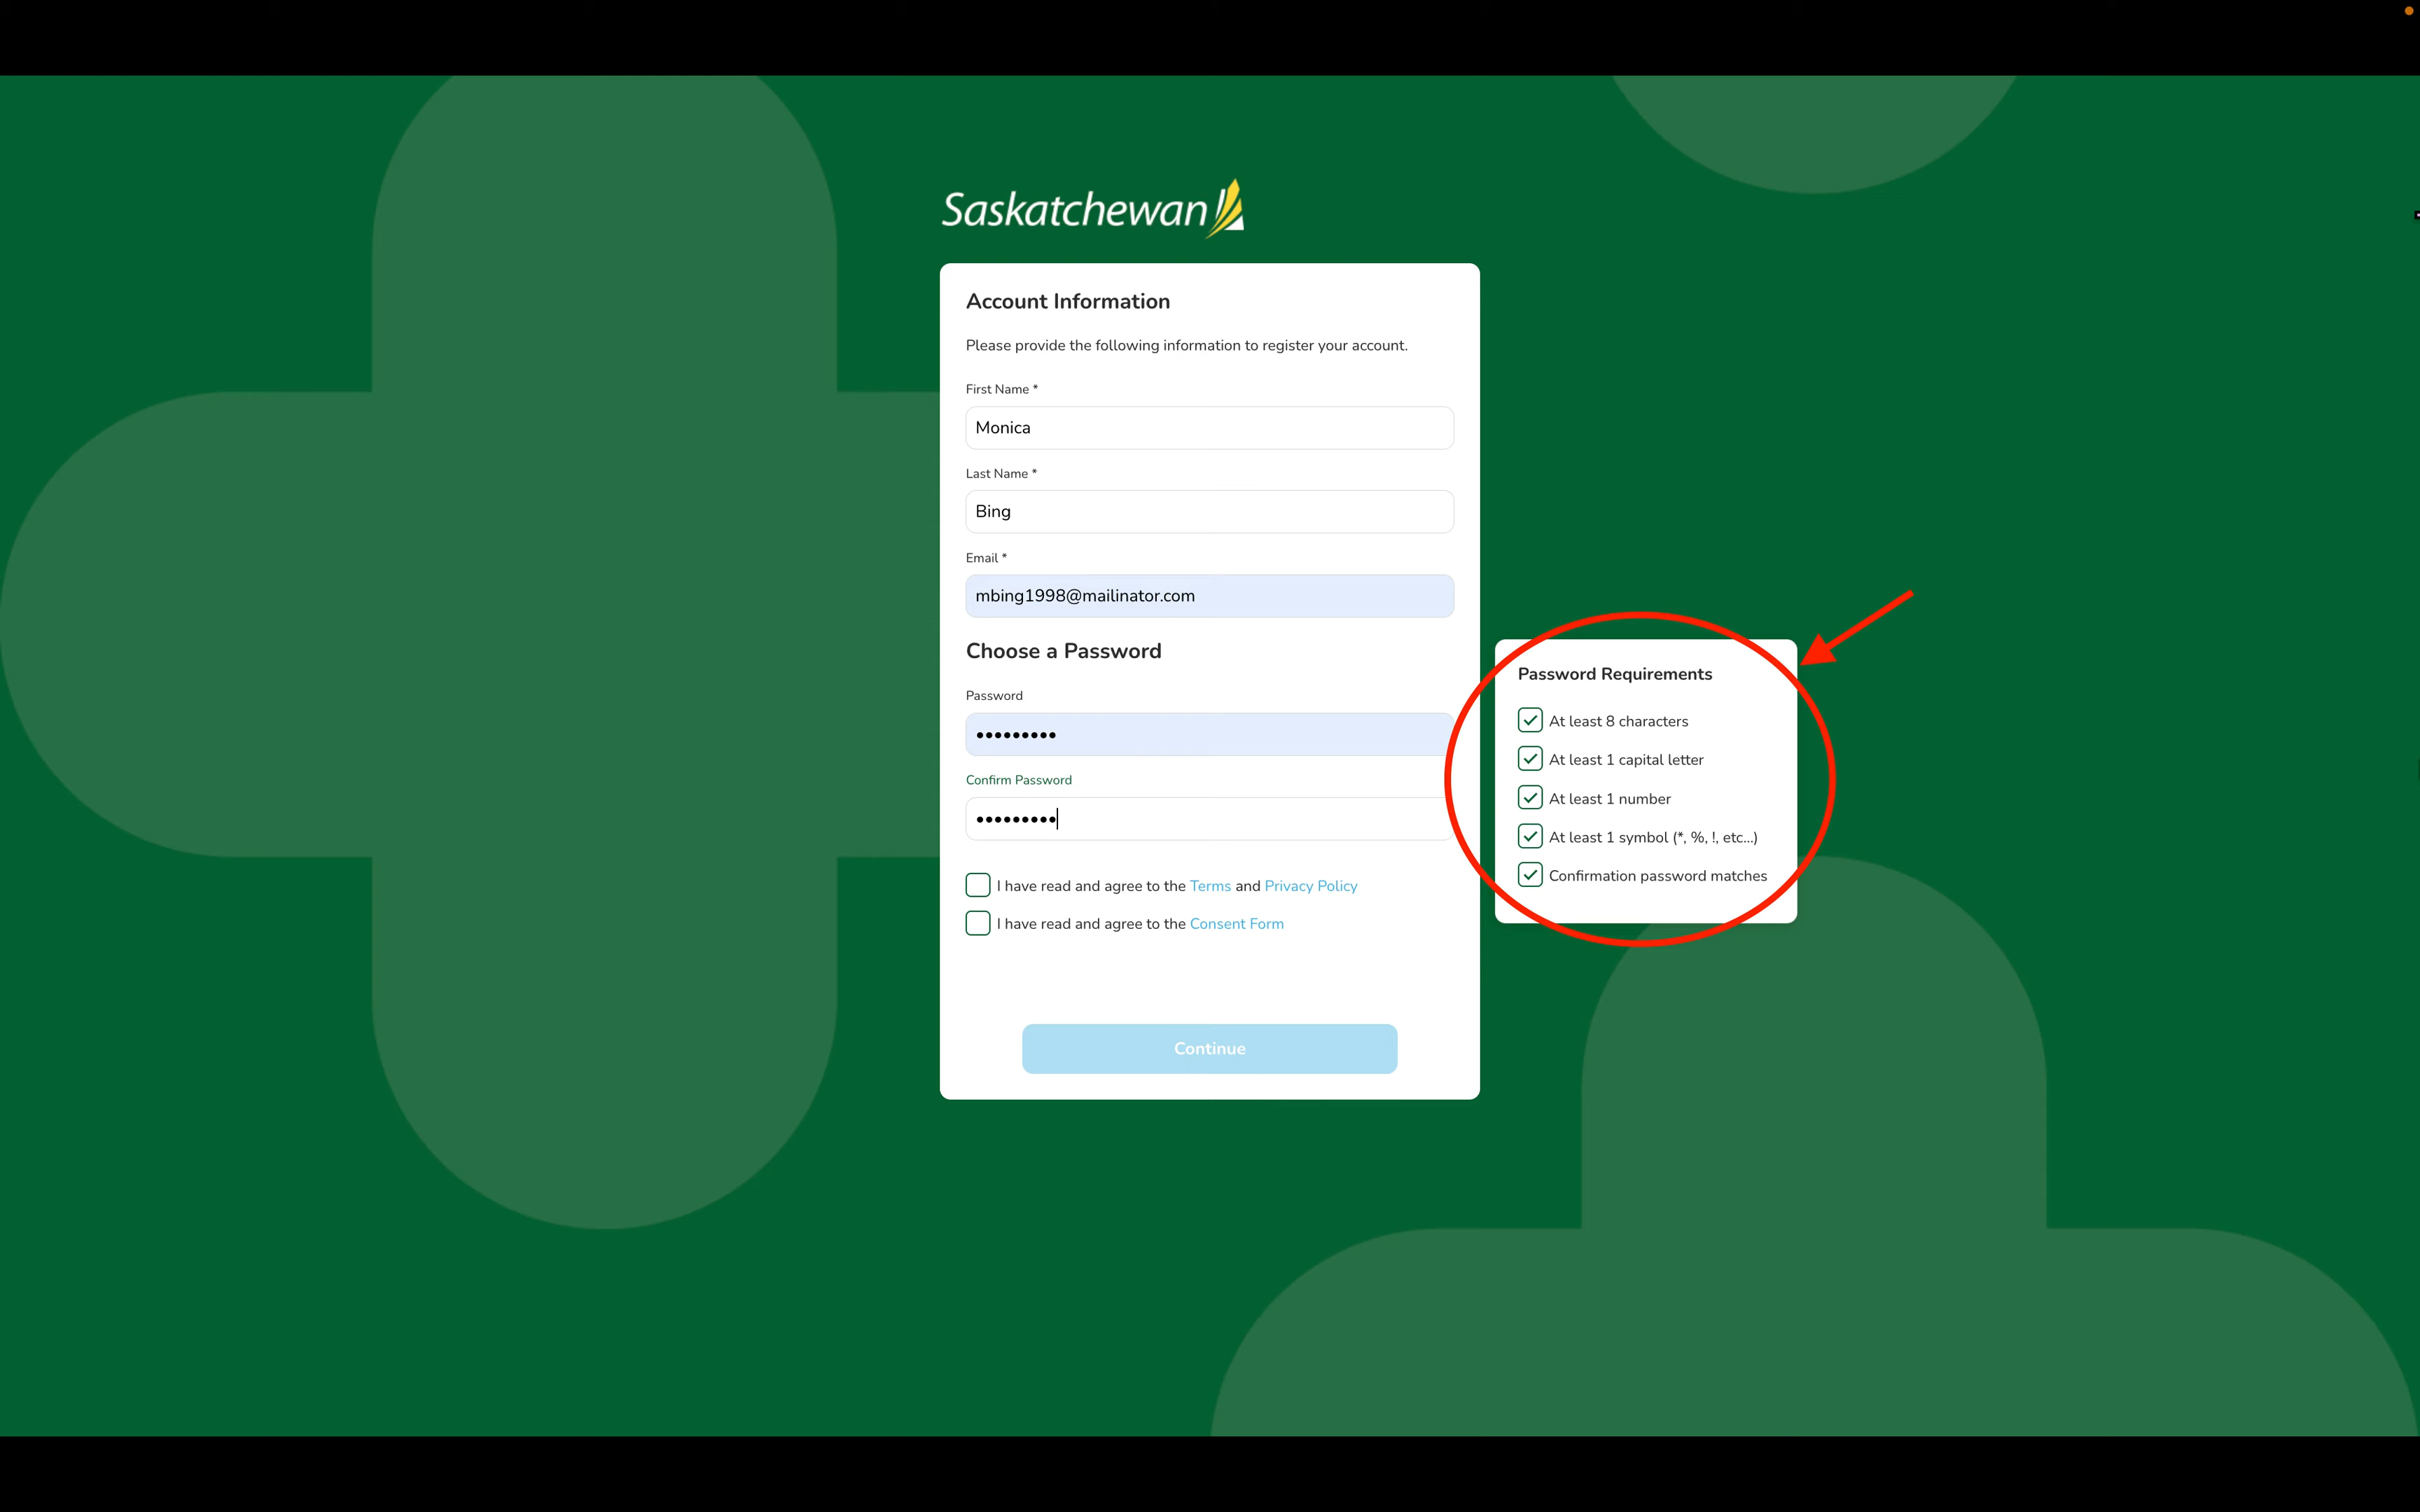 Saskatchewan
Account Information
Please provide the following information to register your account.
First Name *
Monica
Last Name *
Bing
Email *
mbing1998@mailinator.com
Choose a Password
Password
•••••••••
Confirm Password
•••••••••
I have read and agree to the Terms and Privacy Policy
I have read and agree to the Consent Form
Continue
Password Requirements
At least 8 characters
At least 1 capital letter
At least 1 number
At least 1 symbol (*, %, !, etc...)
Confirmation password matches